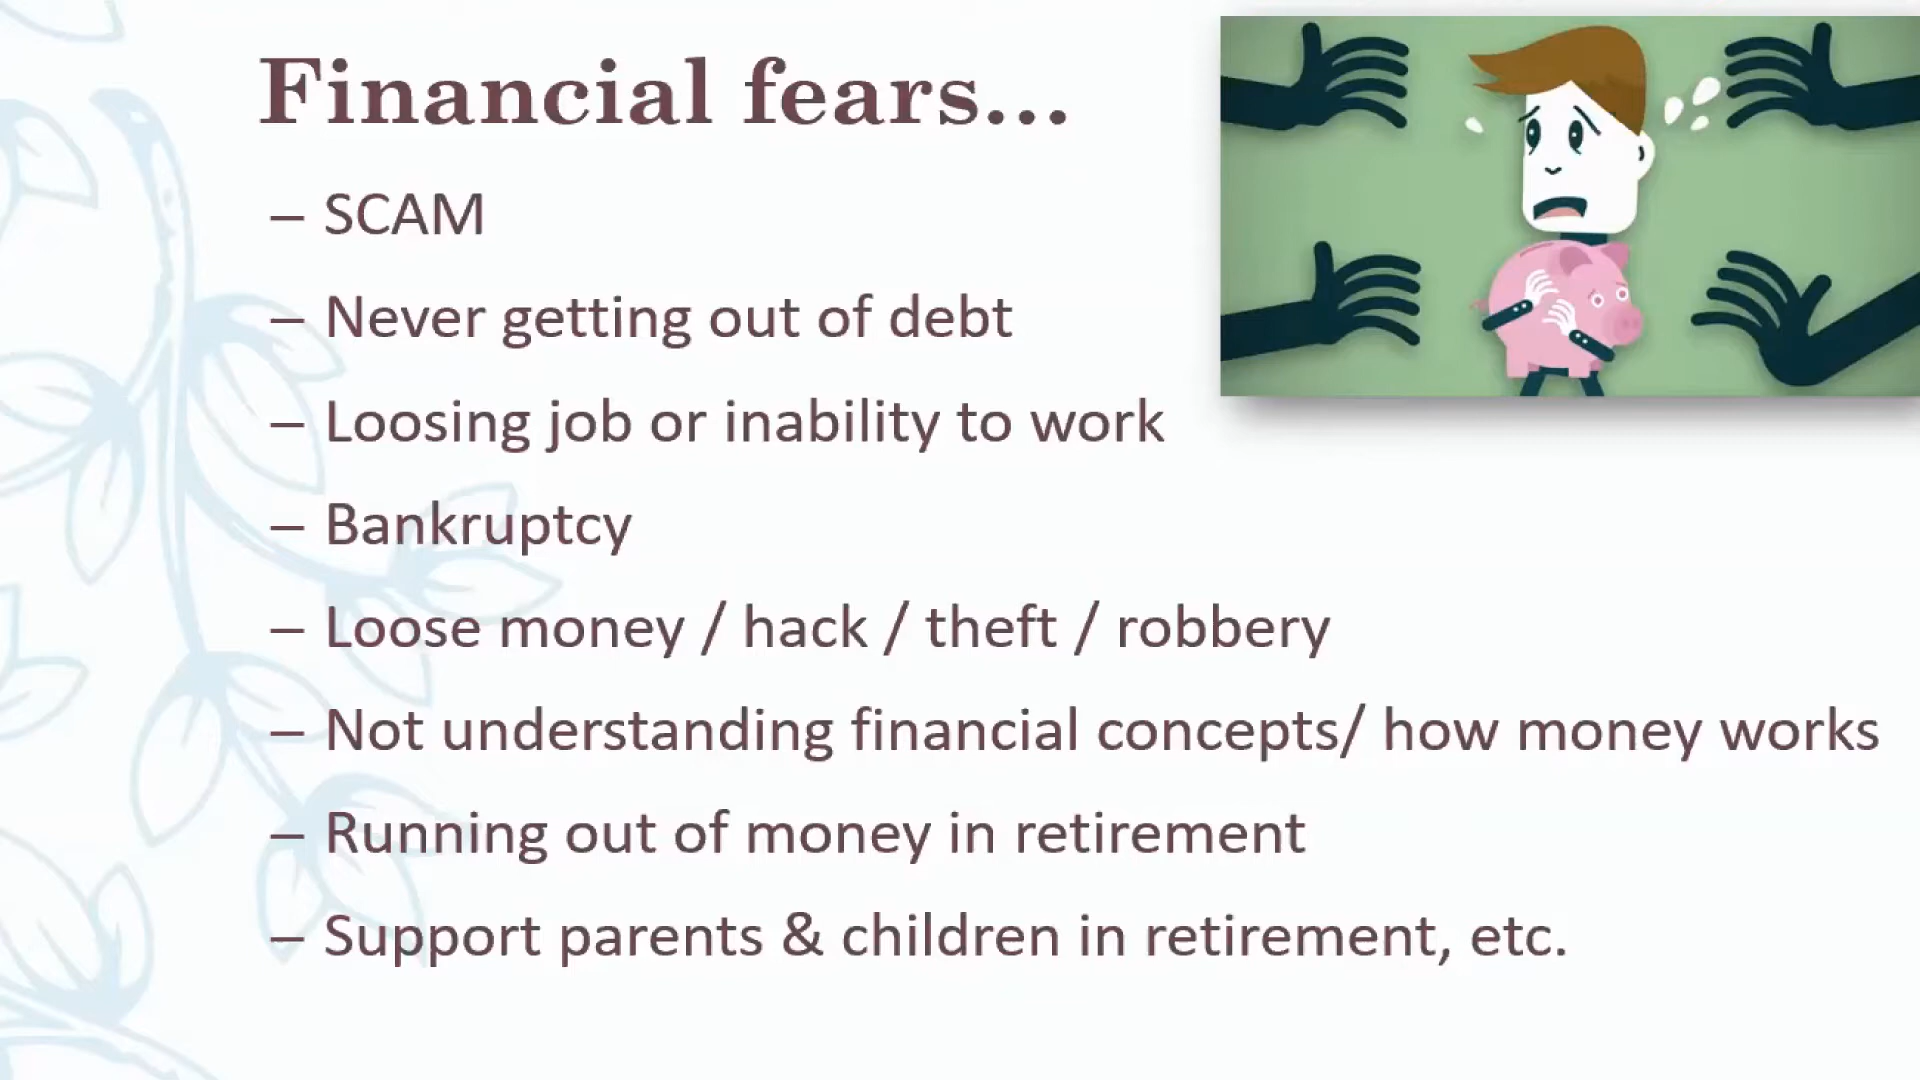 Financial fears...
– SCAM
– Never getting out of debt
– Loosing job or inability to work
– Bankruptcy
– Loose money / hack / theft / robbery
– Not understanding financial concepts/ how money works
– Running out of money in retirement
– Support parents & children in retirement, etc.